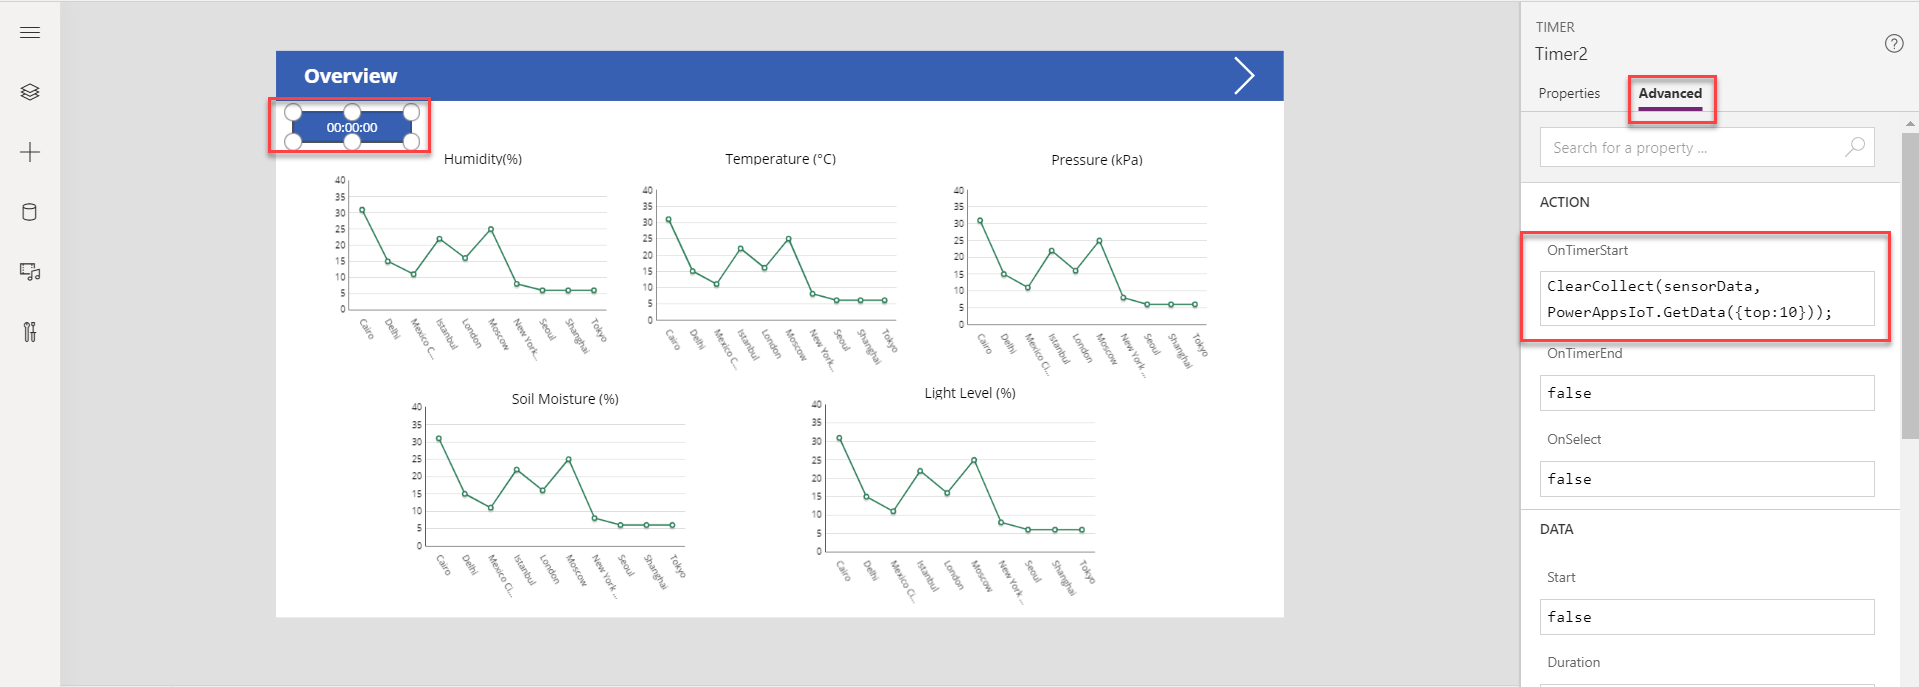 Overview
00:00:00
Humidity(%)
40
35
30
25
20
15
10
5
0
Cairo
Delhi
Mexico C...
Istanbul
London
Moscow
New York...
Seoul
Shanghai
Tokyo
Temperature (°C)
40
35
30
25
20
15
10
5
0
Cairo
Delhi
Mexico C...
Istanbul
London
Moscow
New York...
Seoul
Shanghai
Tokyo
Pressure (kPa)
40
35
30
25
20
15
10
5
0
Cairo
Delhi
Mexico Ci...
Istanbul
London
Moscow
New York ...
Seoul
Shanghai
Tokyo
Soil Moisture (%)
40
35
30
25
20
15
10
5
0
Cairo
Delhi
Mexico Ci...
Istanbul
London
Moscow
New York ...
Seoul
Shanghai
Tokyo
Light Level (%)
40
35
30
25
20
15
10
5
0
Cairo
Delhi
Mexico Ci...
Istanbul
London
Moscow
New York ...
Seoul
Shanghai
Tokyo
TIMER
Timer2
?
Properties
Advanced
Search for a property ...
ACTION
OnTimerStart
ClearCollect(sensorData,
PowerAppsIoT.GetData({top:10}));
OnTimerEnd
false
OnSelect
false
DATA
Start
false
Duration